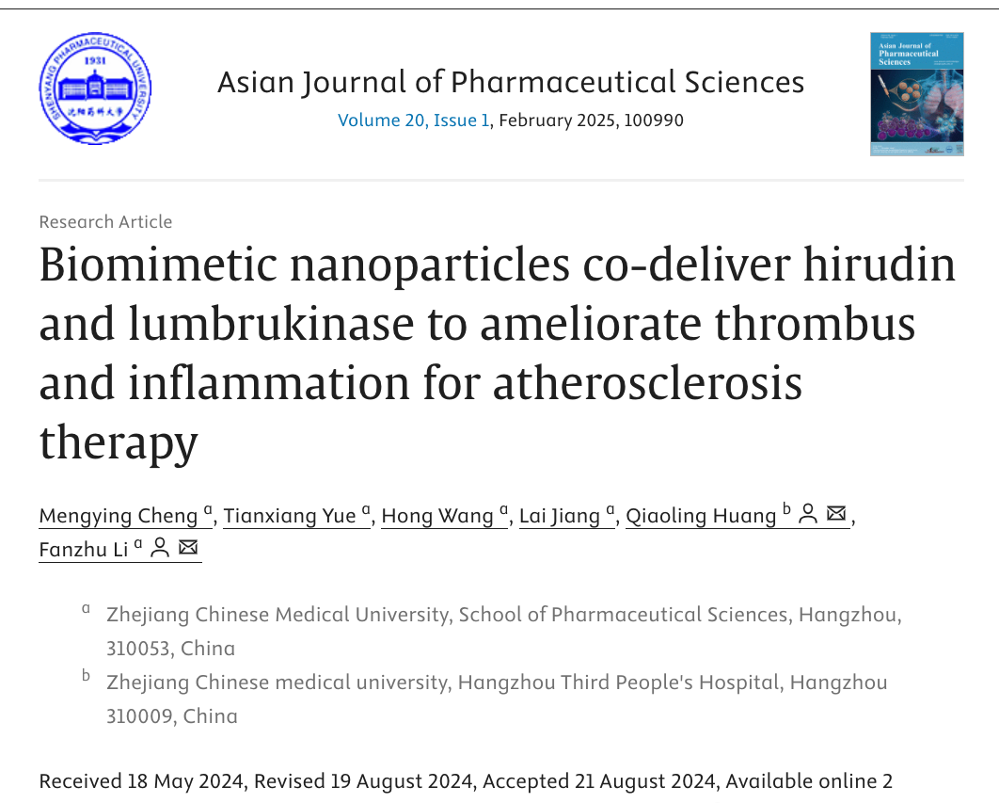 SHENYANG PHARMACEUTICAL UNIVERSITY
1931
沈阳药科大学
Asian Journal of Pharmaceutical Sciences
Volume 20, Issue 1, February 2025, 100990
Asian Journal of
Pharmaceutical
Sciences
Research Article
Biomimetic nanoparticles co-deliver hirudin
and lumbrukinase to ameliorate thrombus
and inflammation for atherosclerosis
therapy
Mengying Cheng a, Tianxiang Yue a, Hong Wang a, Lai Jiang a, Qiaoling Huang b,
Fanzhu Li a
a Zhejiang Chinese Medical University, School of Pharmaceutical Sciences, Hangzhou,
310053, China
b Zhejiang Chinese medical university, Hangzhou Third People's Hospital, Hangzhou
310009, China
Received 18 May 2024, Revised 19 August 2024, Accepted 21 August 2024, Available online 2